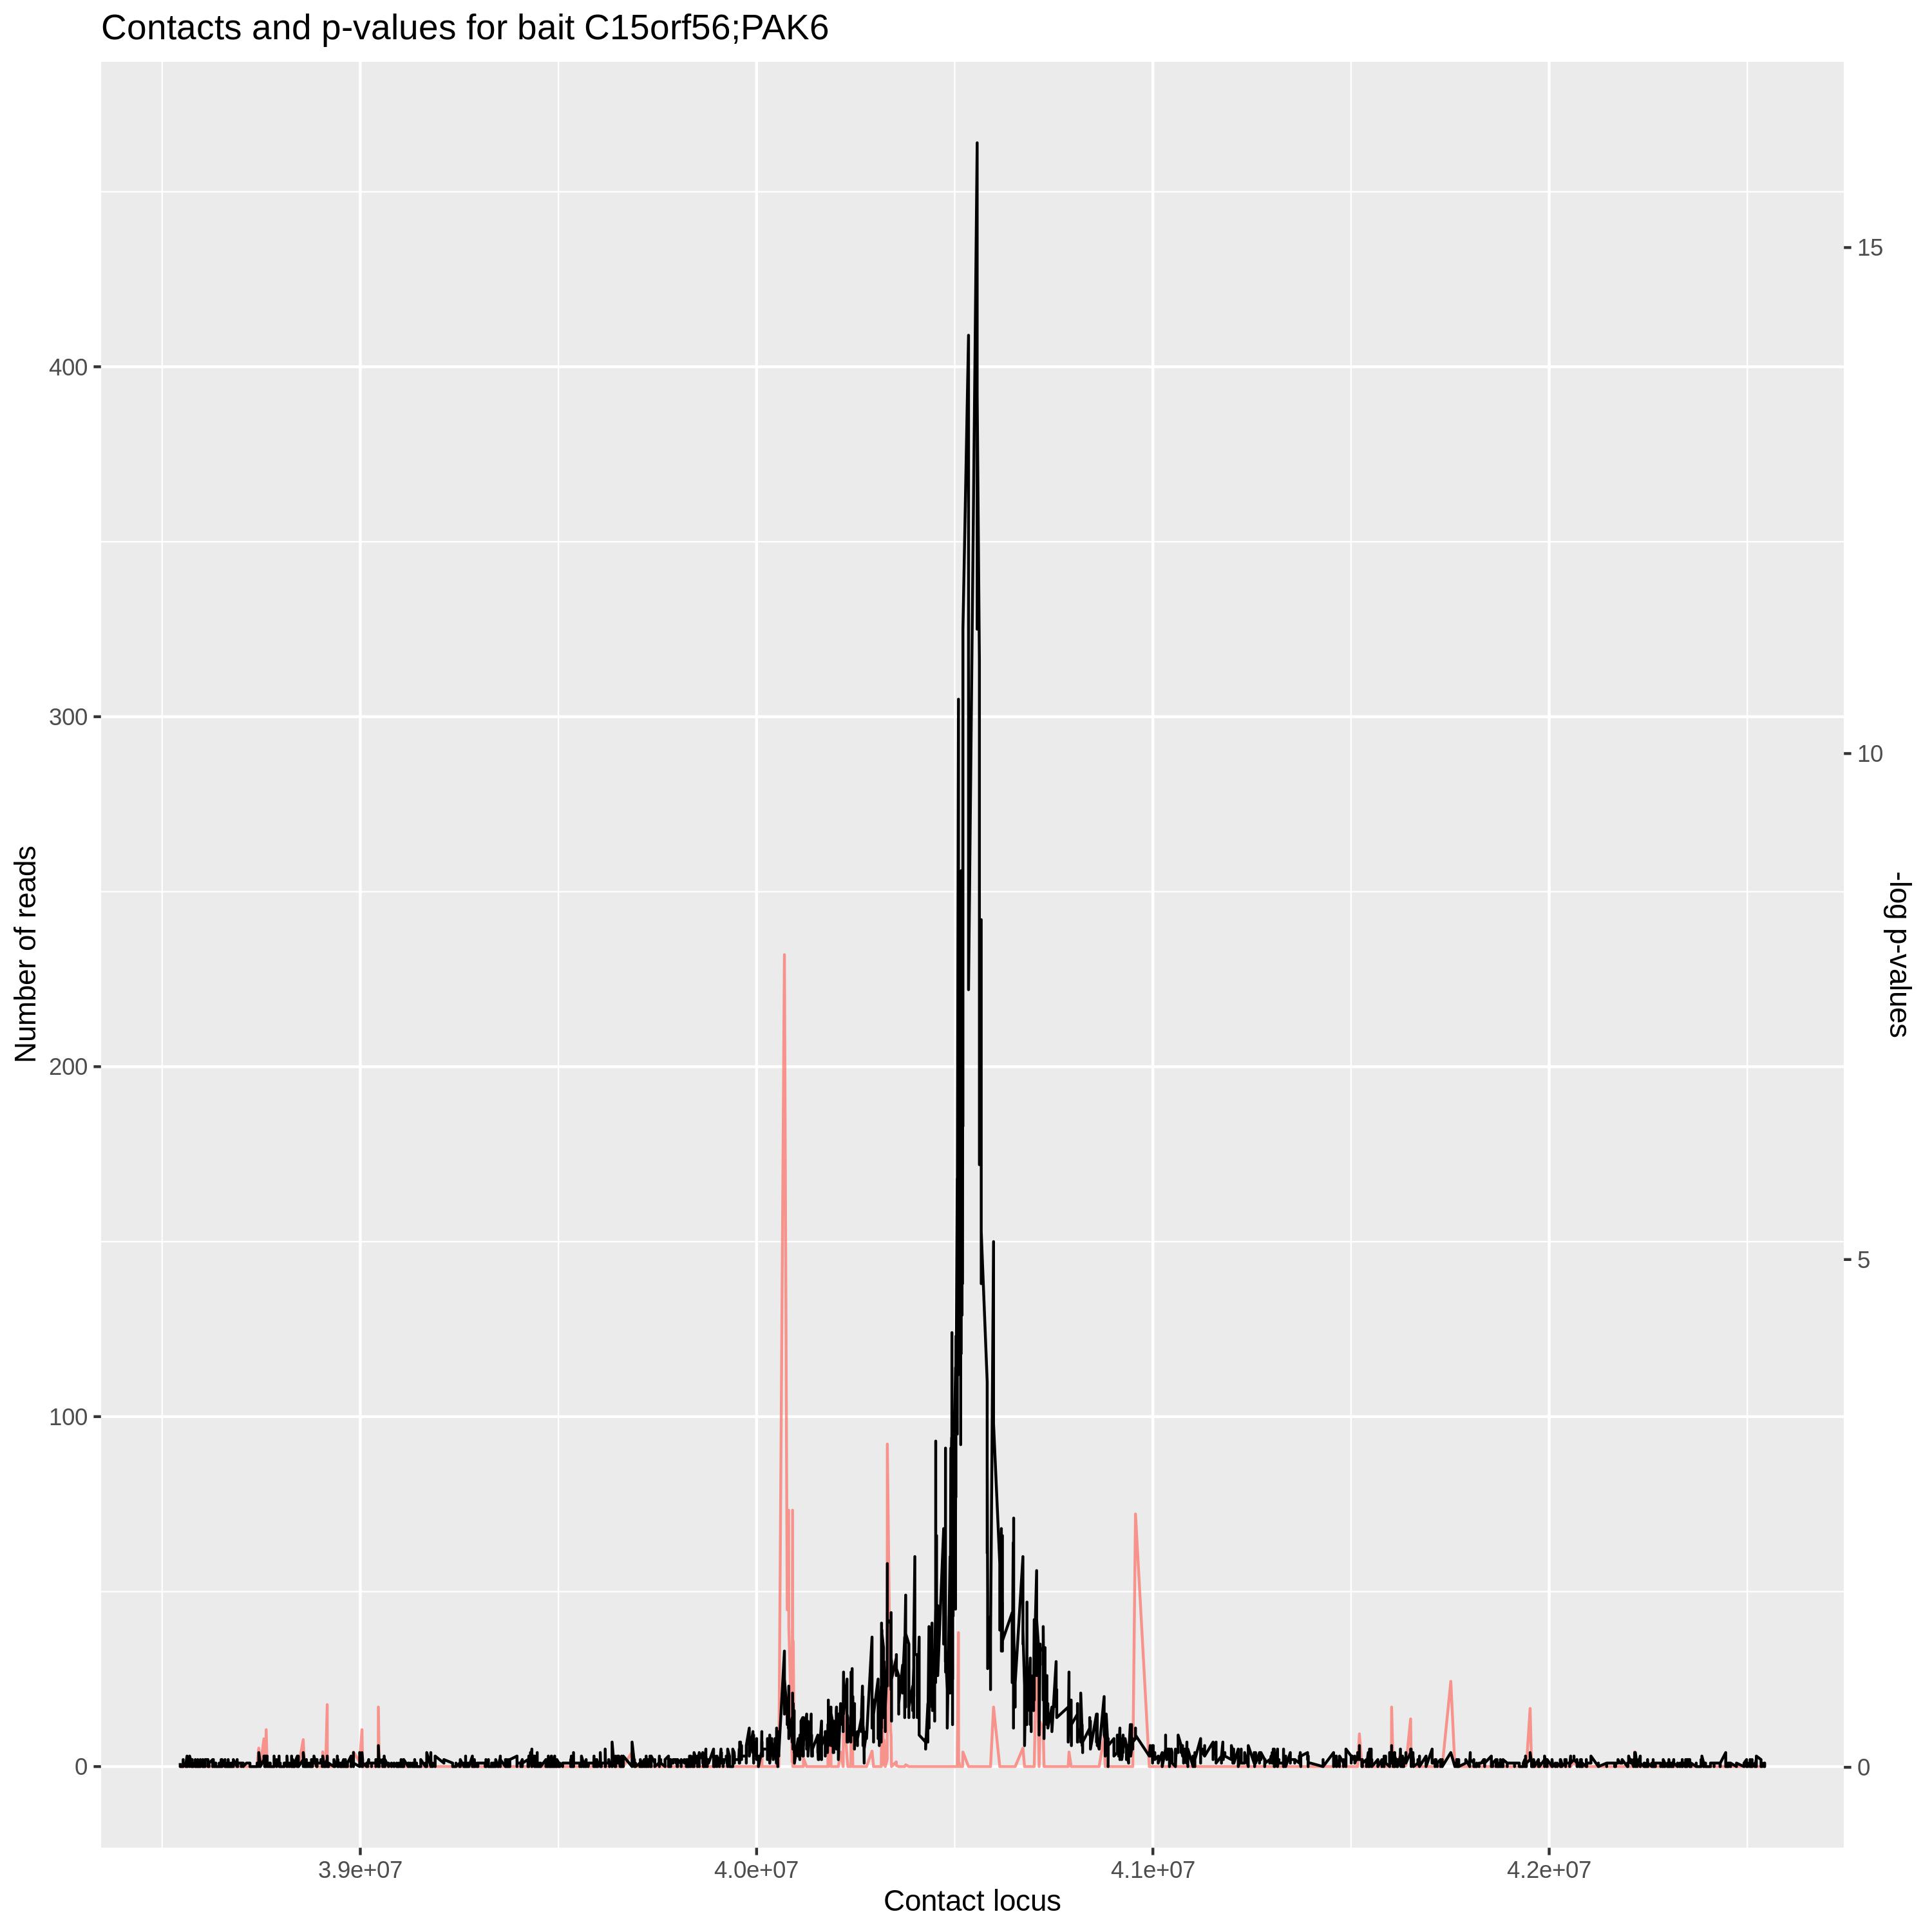 Contacts and p-values for bait C15orf56;PAK6
Number of reads
400
300
200
100
0
15
10
5
0
-log p-values
3.9e+07
4.0e+07
4.1e+07
4.2e+07
Contact locus